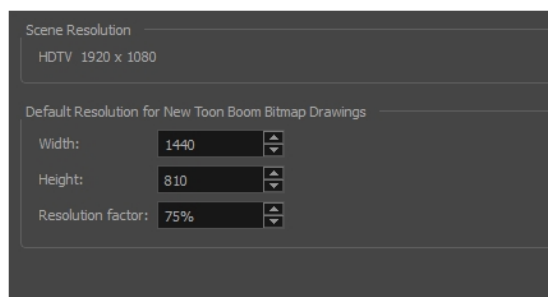 Scene Resolution
HDTV 1920 x 1080
Default Resolution for New Toon Boom Bitmap Drawings
Width: 1440
Height: 810
Resolution factor: 75%